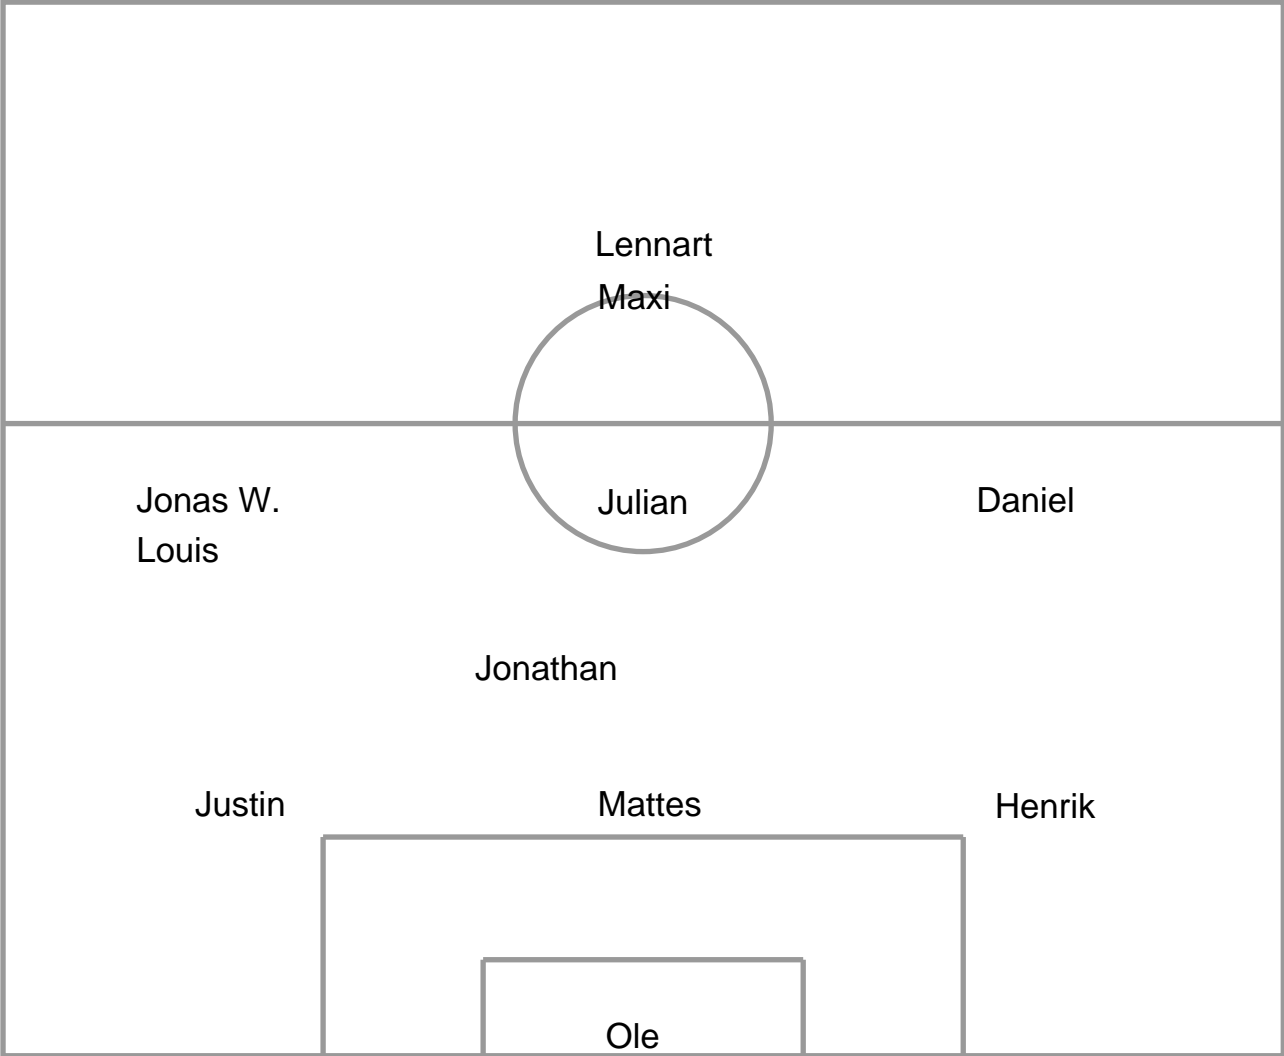 Lennart
Maxi
Jonas W.
Julian
Daniel
Louis
Jonathan
Justin
Mattes
Henrik
Ole